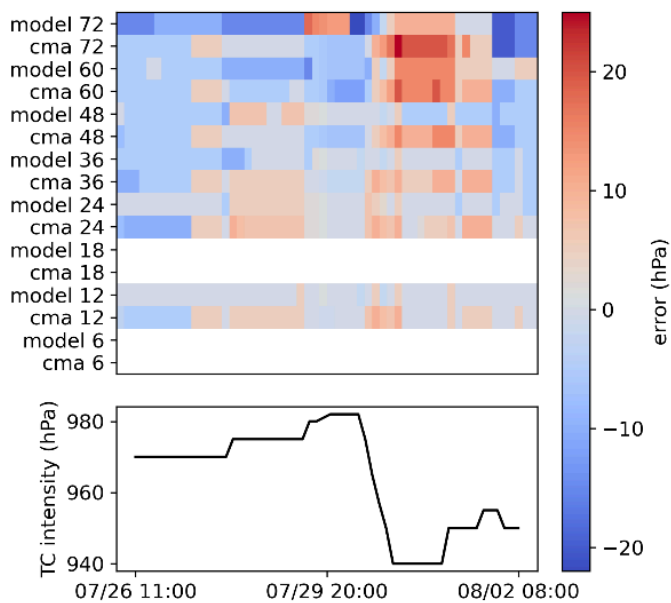 model 72
cma 72
model 60
cma 60
model 48
cma 48
model 36
cma 36
model 24
cma 24
model 18
cma 18
model 12
cma 12
model 6
cma 6
20
10
0
−10
−20
error (hPa)
TC intensity (hPa)
980
960
940
07/26 11:00
07/29 20:00
08/02 08:00